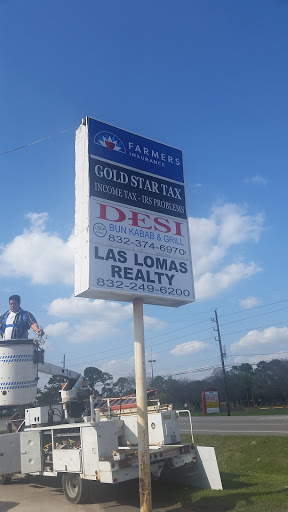 FARMERS
INSURANCE
GOLD STAR TAX
INCOME TAX - IRS PROBLEMS
DESI
BUN KABAB & GRILL
832-374-6970
LAS LOMAS
REALTY
832-249-6200